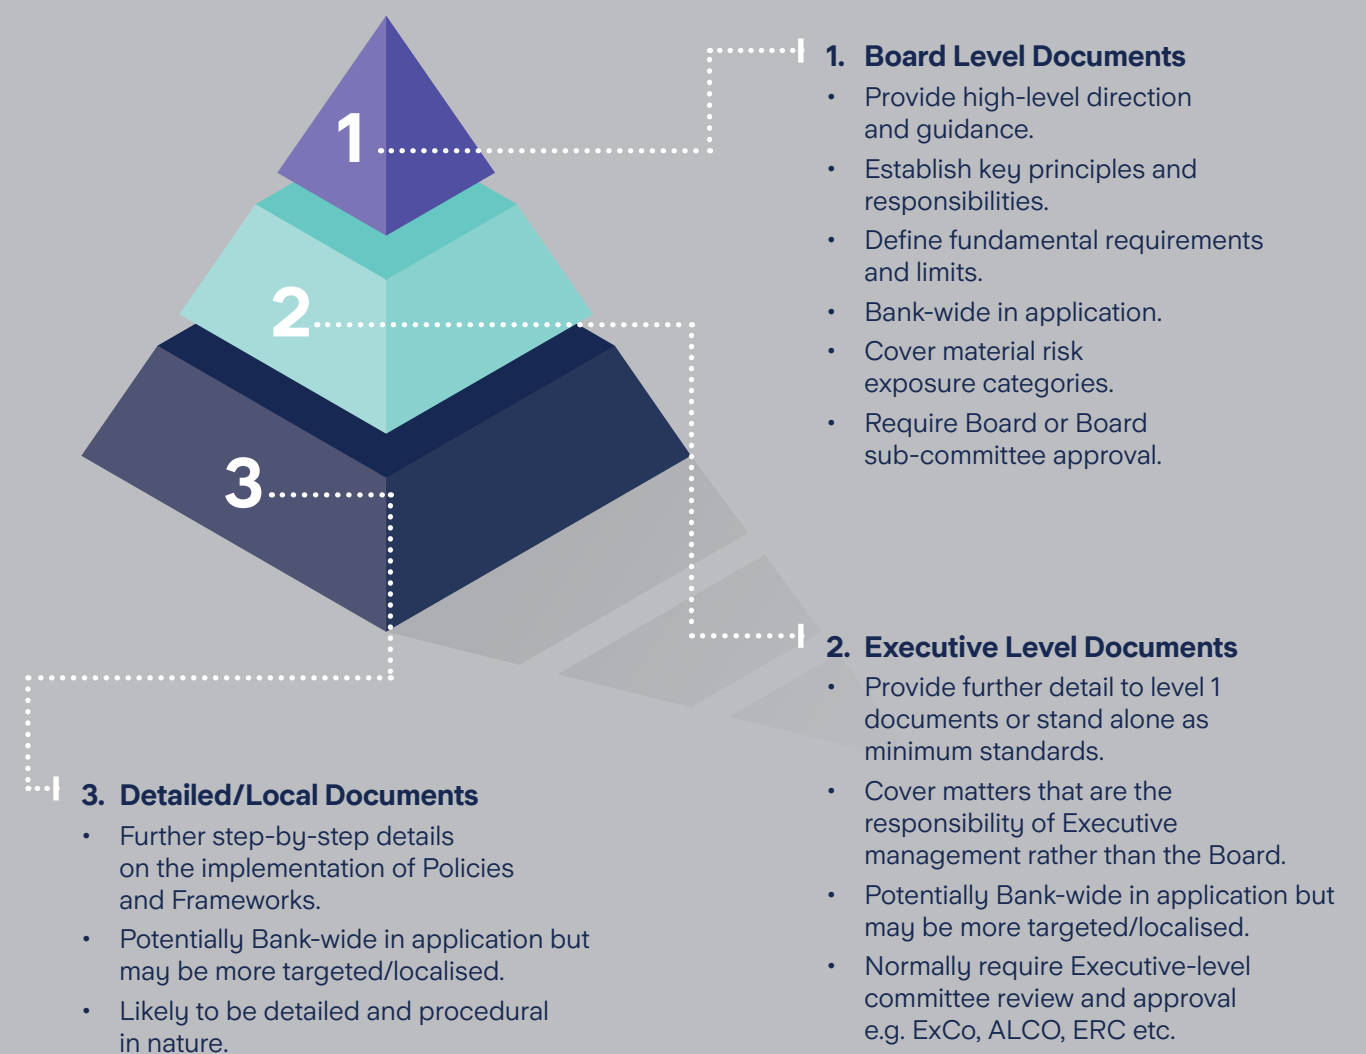 1
2
3
1. Board Level Documents
• Provide high-level direction
and guidance.
• Establish key principles and
responsibilities.
• Define fundamental requirements
and limits.
• Bank-wide in application.
• Cover material risk
exposure categories.
• Require Board or Board
sub-committee approval.
2. Executive Level Documents
• Provide further detail to level 1
documents or stand alone as
minimum standards.
• Cover matters that are the
responsibility of Executive
management rather than the Board.
• Potentially Bank-wide in application but
may be more targeted/localised.
• Normally require Executive-level
committee review and approval
e.g. ExCo, ALCO, ERC etc.
3. Detailed/Local Documents
• Further step-by-step details
on the implementation of Policies
and Frameworks.
• Potentially Bank-wide in application but
may be more targeted/localised.
• Likely to be detailed and procedural
in nature.